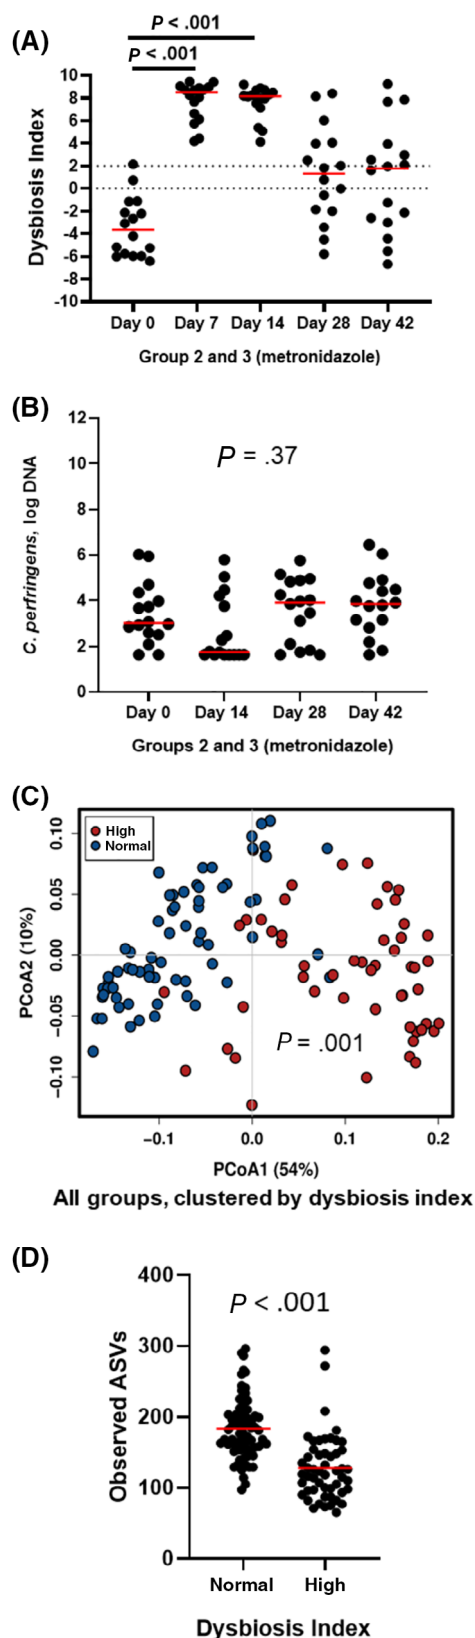 (A)
P < .001
P < .001
Dysbiosis Index
10
8
6
4
2
0
-2
-4
-6
-8
-10
Day 0 Day 7 Day 14 Day 28 Day 42
Group 2 and 3 (metronidazole)
(B)
C. perfringens, log DNA
12
10
8
6
4
2
0
P = .37
Day 0 Day 14 Day 28 Day 42
Groups 2 and 3 (metronidazole)
(C)
High
Normal
PCoA2 (10%)
0.10
0.05
0.00
-0.05
-0.10
P = .001
-0.1 0.0 0.1 0.2
PCoA1 (54%)
All groups, clustered by dysbiosis index
(D)
Observed ASVs
400
300
200
100
0
P < .001
Normal High
Dysbiosis Index